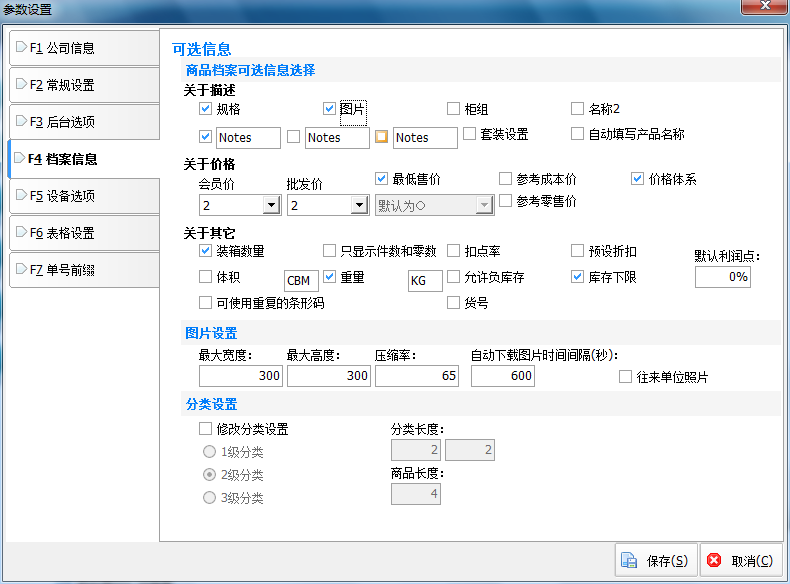 参数设置
F1 公司信息
F2 常规设置
F3 后台选项
F4 档案信息
F5 设备选项
F6 表格设置
F7 单号前缀
可选信息
商品档案可选信息选择
关于描述
规格 图片 柜组 名称2
Notes Notes Notes 套装设置 自动填写产品名称
关于价格
会员价 批发价 最低售价 参考成本价 价格体系
2 2 默认为O 参考零售价
关于其它
装箱数量 只显示件数和零数 扣点率 预设折扣 默认利润点:
体积 CBM 重量 KG 允许负库存 库存下限 0%
可使用重复的条形码 货号
图片设置
最大宽度: 最大高度: 压缩率: 自动下载图片时间间隔(秒):
300 300 65 600 往来单位照片
分类设置
修改分类设置 分类长度:
1级分类 2 2
2级分类 商品长度:
3级分类 4
保存(S) 取消(C)